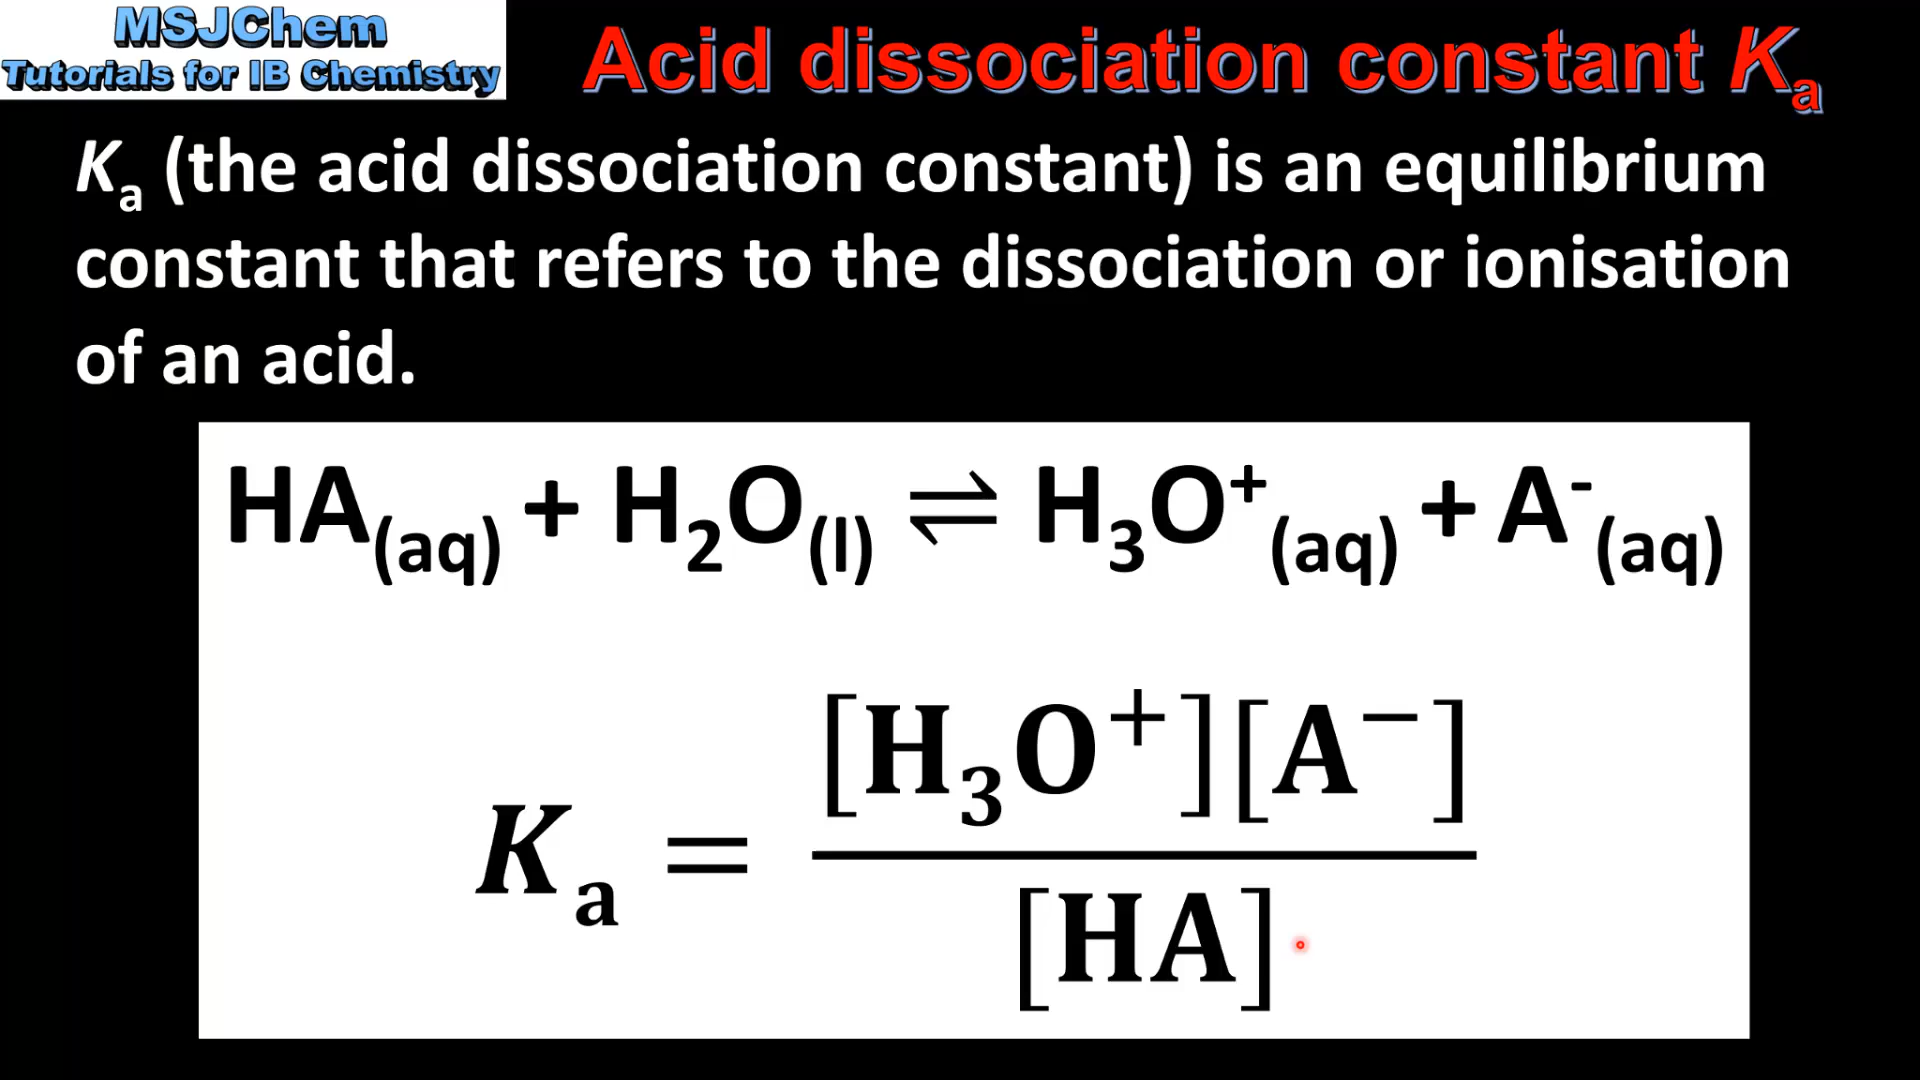 MSJChem
Tutorials for IB Chemistry
Acid dissociation constant Kₐ
Kₐ (the acid dissociation constant) is an equilibrium
constant that refers to the dissociation or ionisation
of an acid.
HA(aq) + H₂O(l) ⇌ H₃O⁺(aq) + A⁻(aq)
Kₐ = [H₃O⁺][A⁻] / [HA]